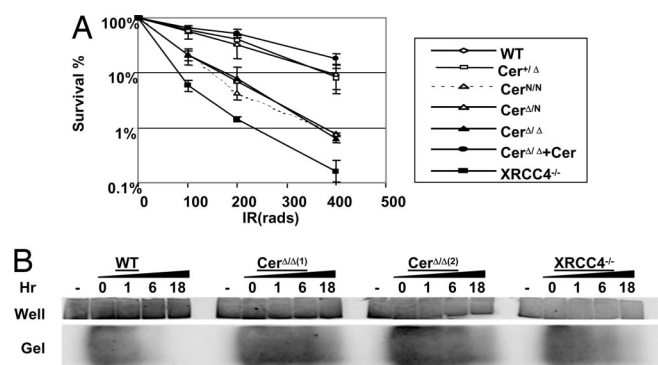 A
100%
10%
1%
0.1%
Survival %
0 100 200 300 400 500
IR(rads)
WT
Cer+/Δ
CerN/N
CerΔ/N
CerΔ/Δ
CerΔ/Δ+Cer
XRCC4-/-
B
WT CerΔ/Δ(1) CerΔ/Δ(2) XRCC4-/-
Hr - 0 1 6 18 - 0 1 6 18 - 0 1 6 18 - 0 1 6 18
Well
Gel